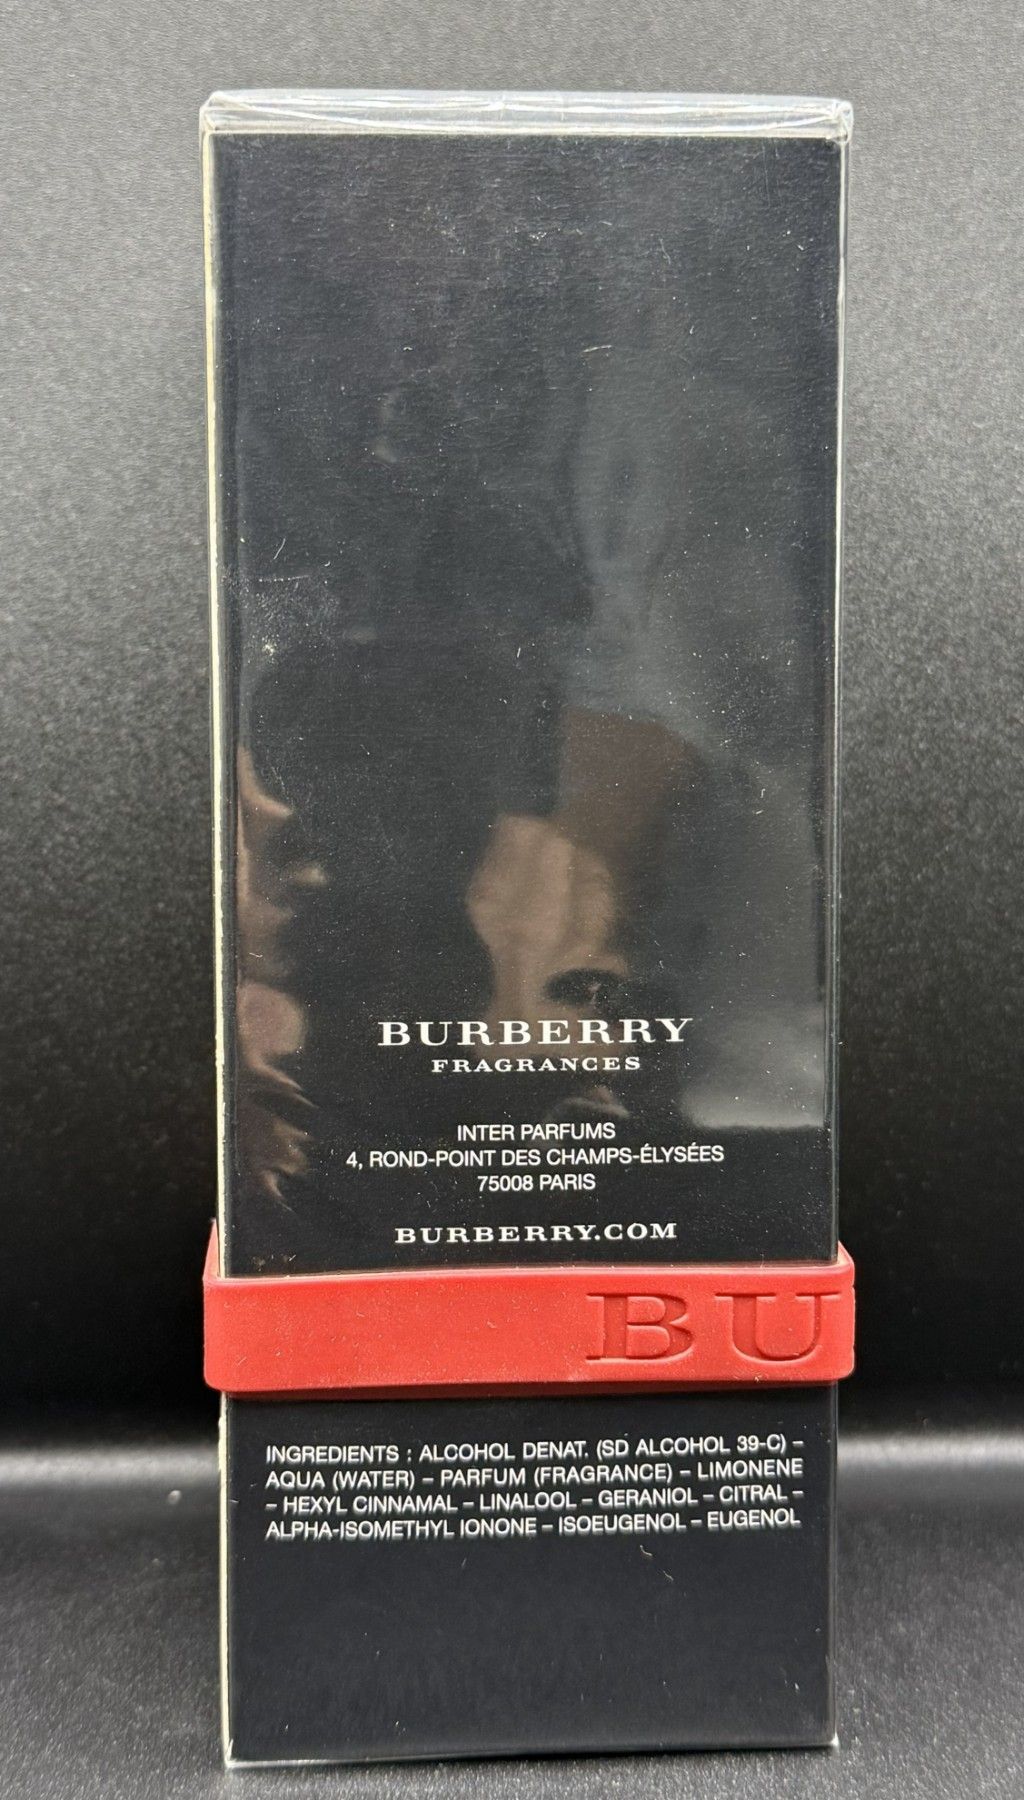 BURBERRY
FRAGRANCES
INTER PARFUMS
4, ROND-POINT DES CHAMPS-ÉLYSÉES
75008 PARIS
BURBERRY.COM
BU
INGREDIENTS : ALCOHOL DENAT. (SD ALCOHOL 39-C) –
AQUA (WATER) – PARFUM (FRAGRANCE) – LIMONENE
– HEXYL CINNAMAL – LINALOOL – GERANIOL – CITRAL –
ALPHA-ISOMETHYL IONONE – ISOEUGENOL – EUGENOL